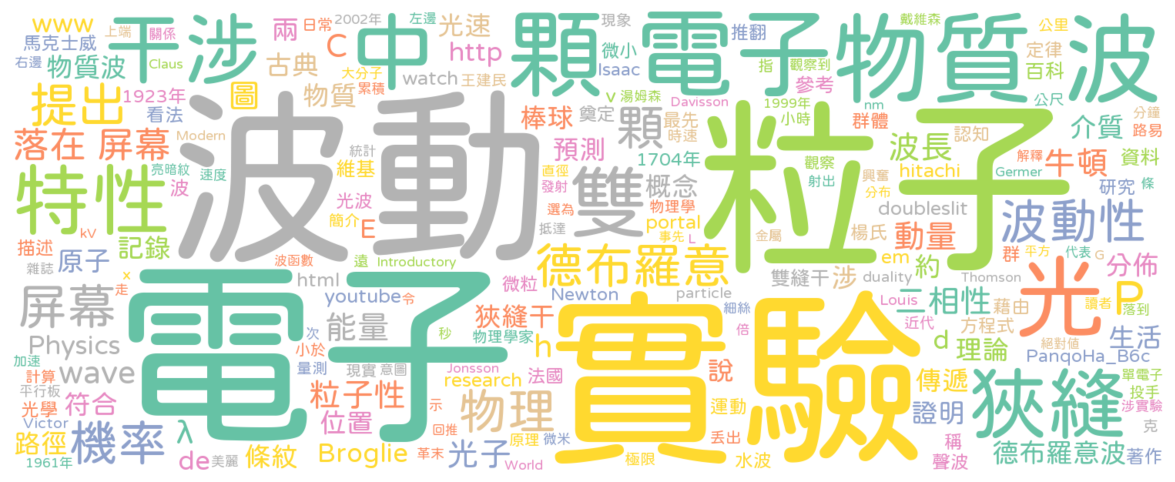 www 上端 關係 干涉 中 兩 日常 2002年 左邊 現象 戴維森 公里
馬克士威 C 光速 顆 電子 推翻 物質 波 定律
右邊 物質波 Claus 古典 http 微小 Isaac 指 觀察到 百科
提出 1923年 圖 大分子 累積 watch 王建民 v 湯姆森 參考 公尺 nm 分鐘
看法 物質 棒球 奠定 最先 時速 Davisson 1999年 小時 群體 介質 路易
落在 屏幕 Modern 波動 顆 粒子 波長 認知 解釋 資料
亮暗紋 統計 維基 預測 1704年 觀察 hitachi Germer 牛頓
特性 波 速度 直徑 發射 雙 概念 射出 興奮 分布 研究 條
光波 選為 物理學 doubleslit 波動性
描述 kV 記錄 簡介 E 抵達 portal 事先 L 金屬 楊氏 動量 群 平方 代表 G
雜誌 原子 波函數 遠 Introductory 德布羅意 em 約 分佈
x html 微粒 雙縫干 涉 duality Thomson
屏幕 走 電子 youtube 令 Newton particle 二相性 光 P 讀者 落到
能量 狹縫干 實驗 細絲 Louis 藉由
Physics 次 秒 物理學家 h 倍 近代 d 方程式 絕對值 生活
加速 wave 小於 量測 Jonsson 理論 PanqoHa_B6c
計算 現實 意圖 research 法國 說 傳遞 狹縫 單電子
平行板 粒子性 示 物理 運動 投手
光學 符合 位置 回推 原理 微米 丟出 證明 涉實驗
Victor λ 稱 克
路徑 機率 條紋 Broglie 光子 革末 水波 聲波 德布羅意波 著作
1961年 de 美麗 World 極限